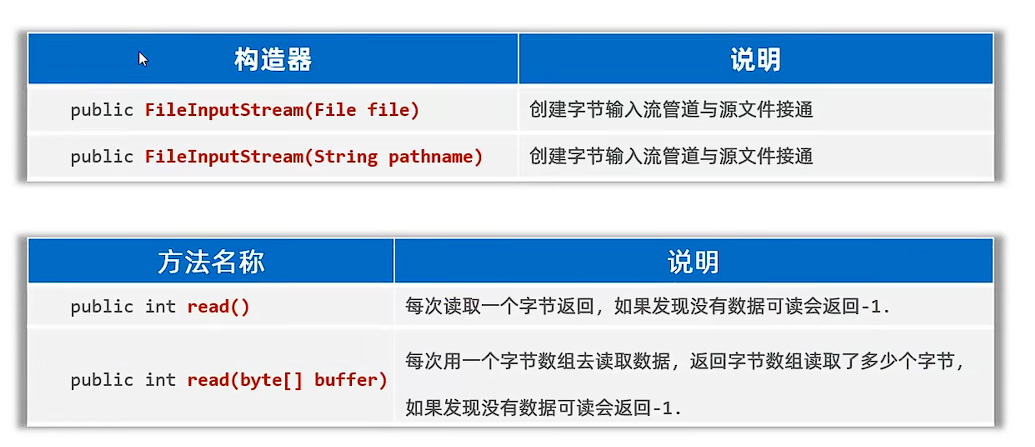 构造器 说明
public FileInputStream(File file) 创建字节输入流管道与源文件接通
public FileInputStream(String pathname) 创建字节输入流管道与源文件接通
方法名称 说明
public int read() 每次读取一个字节返回，如果发现没有数据可读会返回-1.
public int read(byte[] buffer) 每次用一个字节数组去读取数据，返回字节数组读取了多少个字节，
如果发现没有数据可读会返回-1.